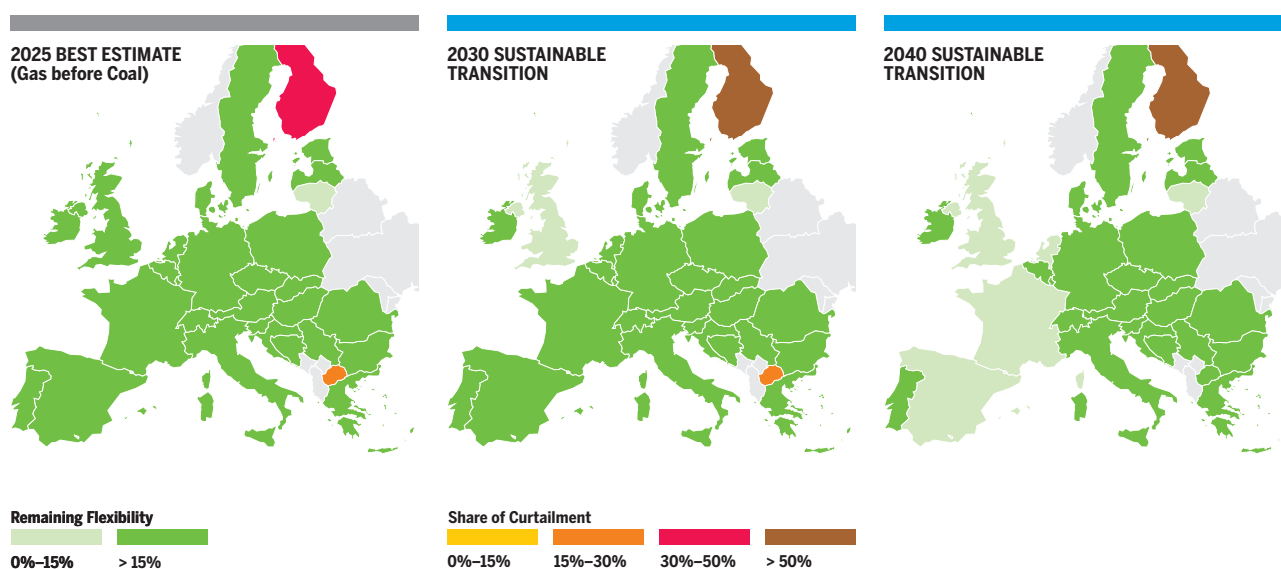 2025 BEST ESTIMATE
(Gas before Coal)
2030 SUSTAINABLE
TRANSITION
2040 SUSTAINABLE
TRANSITION
Remaining Flexibility
0%–15%
> 15%
Share of Curtailment
0%–15%
15%–30%
30%–50%
> 50%